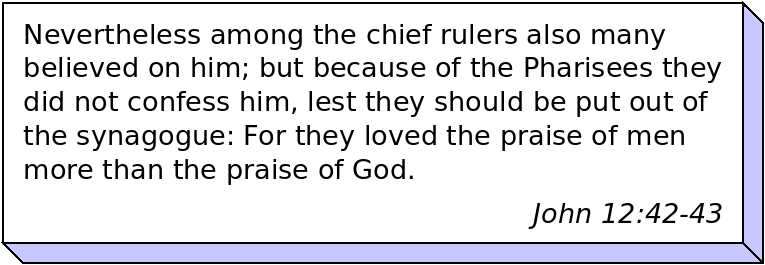 Nevertheless among the chief rulers also many
believed on him; but because of the Pharisees they
did not confess him, lest they should be put out of
the synagogue: For they loved the praise of men
more than the praise of God.
John 12:42-43